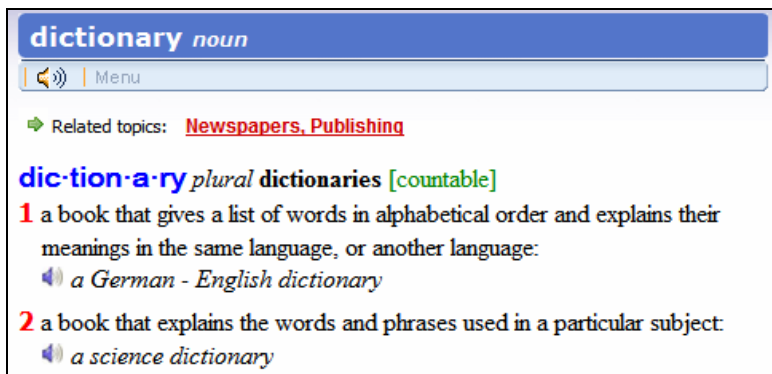 dictionary noun
Menu
Related topics: Newspapers, Publishing
dic·tion·a·ry plural dictionaries [countable]
1 a book that gives a list of words in alphabetical order and explains their
meanings in the same language, or another language:
a German - English dictionary
2 a book that explains the words and phrases used in a particular subject:
a science dictionary